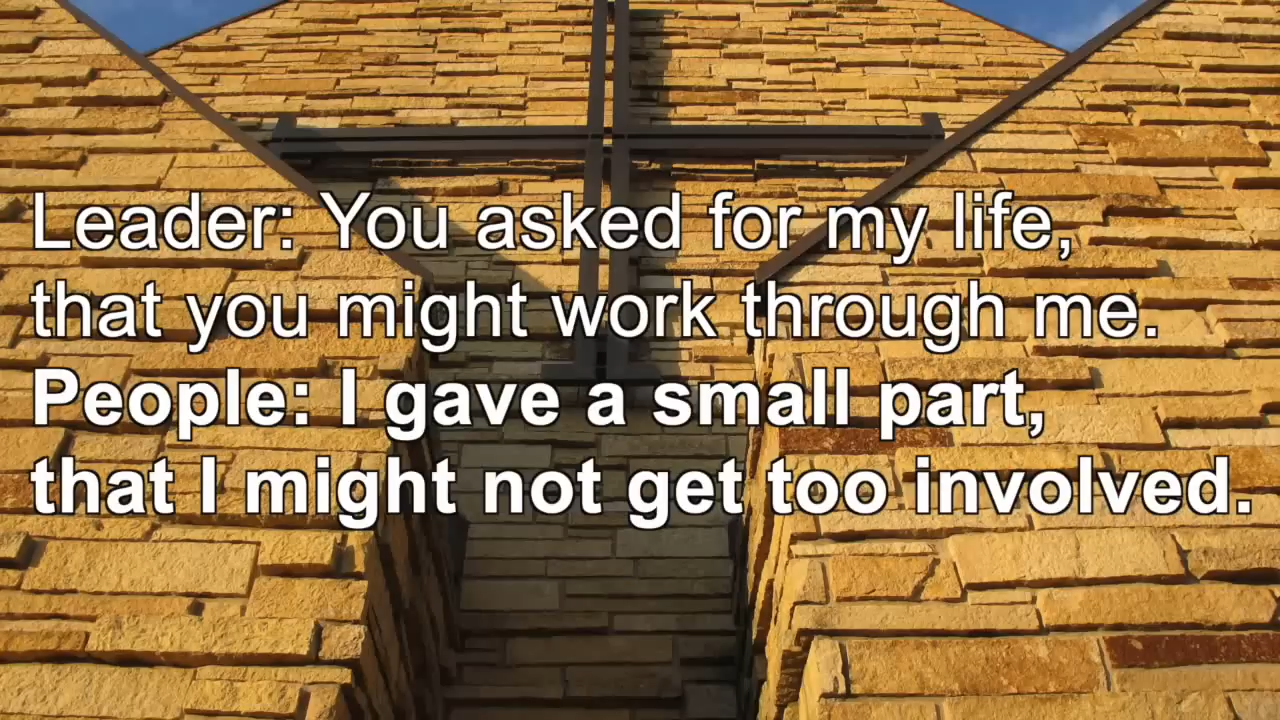 Leader: You asked for my life,
that you might work through me.
People: I gave a small part,
that I might not get too involved.